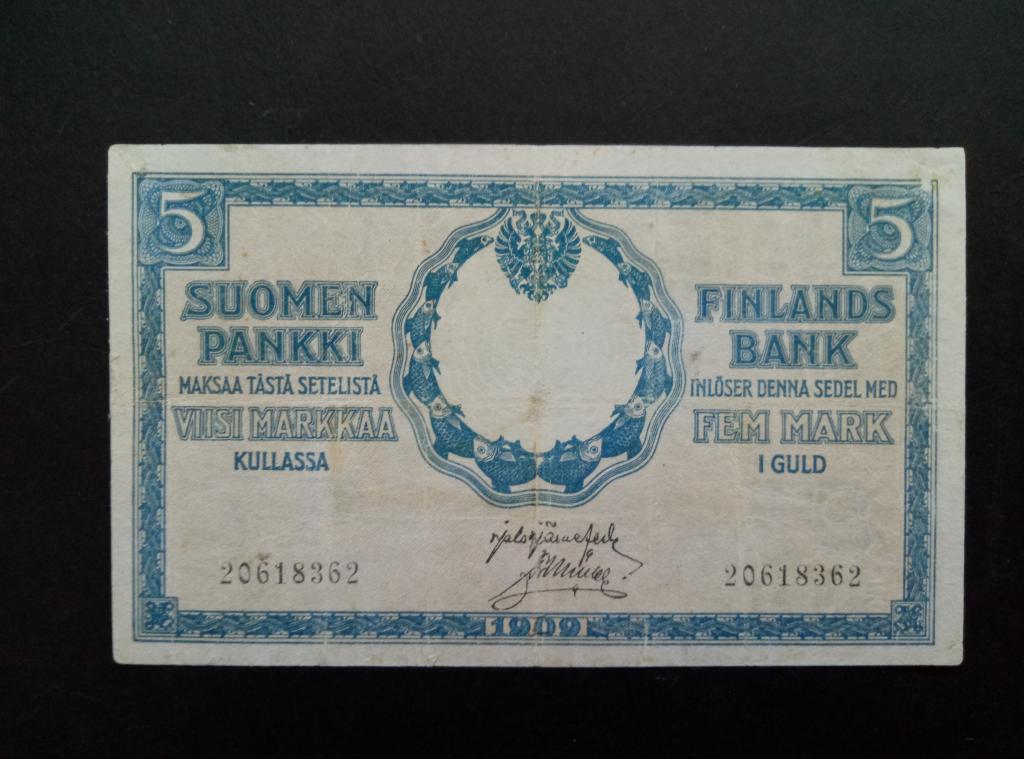 5
5
SUOMEN
PANKKI
MAKSAA TÄSTÄ SETELISTÄ
VIISI MARKKAA
KULLASSA
FINLANDS
BANK
INLÖSER DENNA SEDEL MED
FEM MARK
I GULD
20618362
20618362
1909